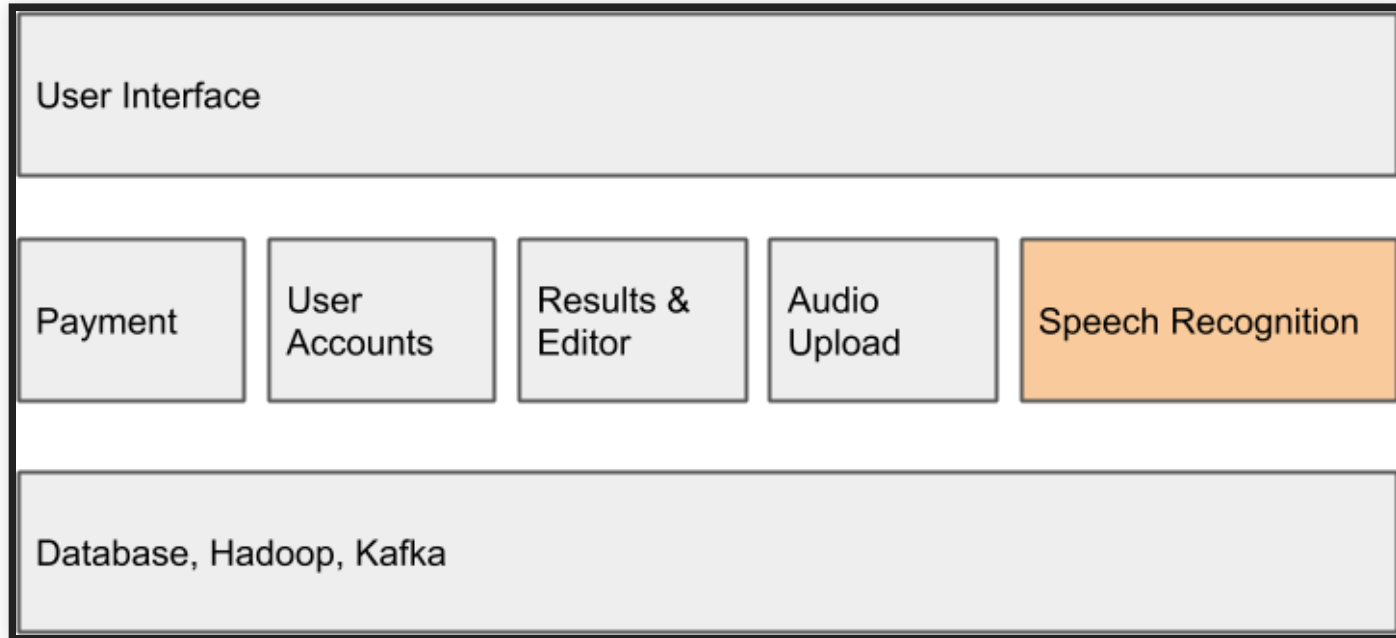 User Interface
Payment
User
Accounts
Results &
Editor
Audio
Upload
Speech Recognition
Database, Hadoop, Kafka